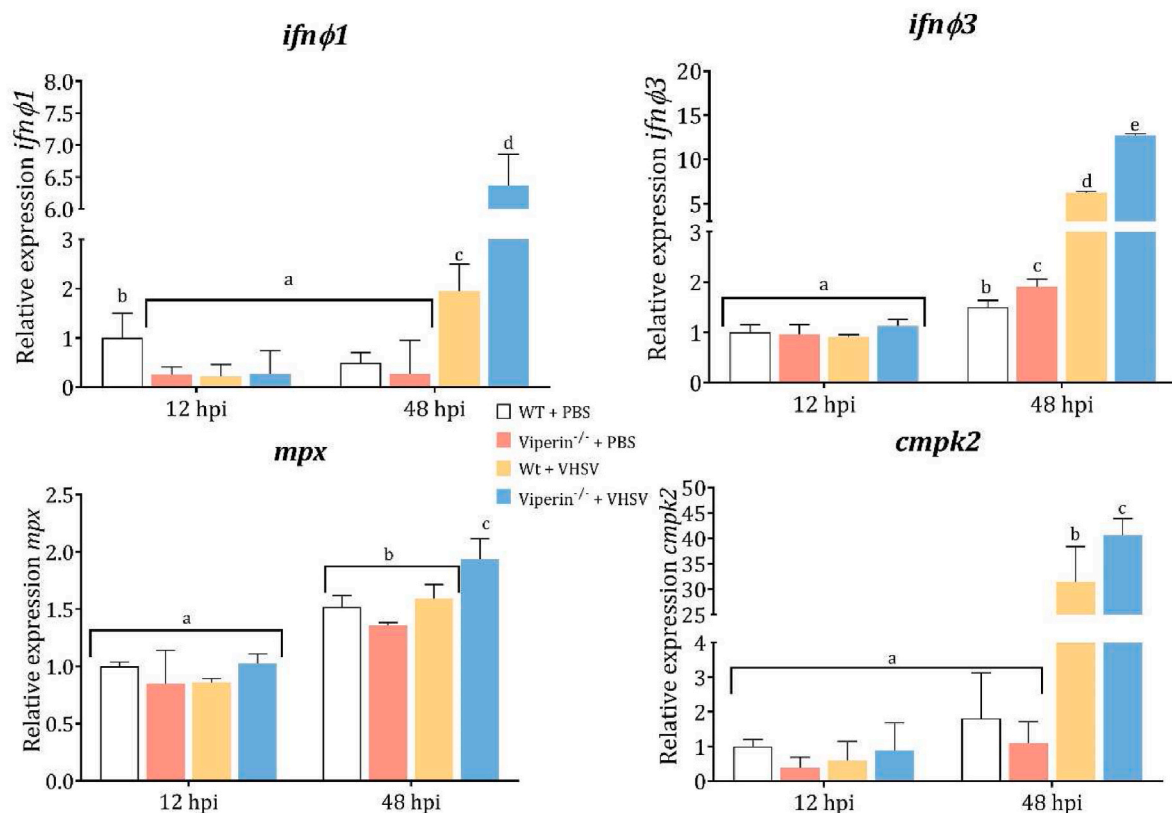 ifnϕ1
Relative expression ifnϕ1
8.0
7.5
7.0
6.5
6.0
3
2
1
0
b
a
c
d
12 hpi
48 hpi
ifnϕ3
Relative expression ifnϕ3
20
15
10
5
2
1
0
a
b
c
d
e
12 hpi
48 hpi
WT + PBS
Viperin-/- + PBS
Wt + VHSV
Viperin-/- + VHSV
mpx
Relative expression mpx
2.5
2.0
1.5
1.0
0.5
0.0
a
b
c
12 hpi
48 hpi
cmpk2
Relative expression cmpk2
50
45
40
35
30
25
4
3
2
1
0
a
b
c
12 hpi
48 hpi